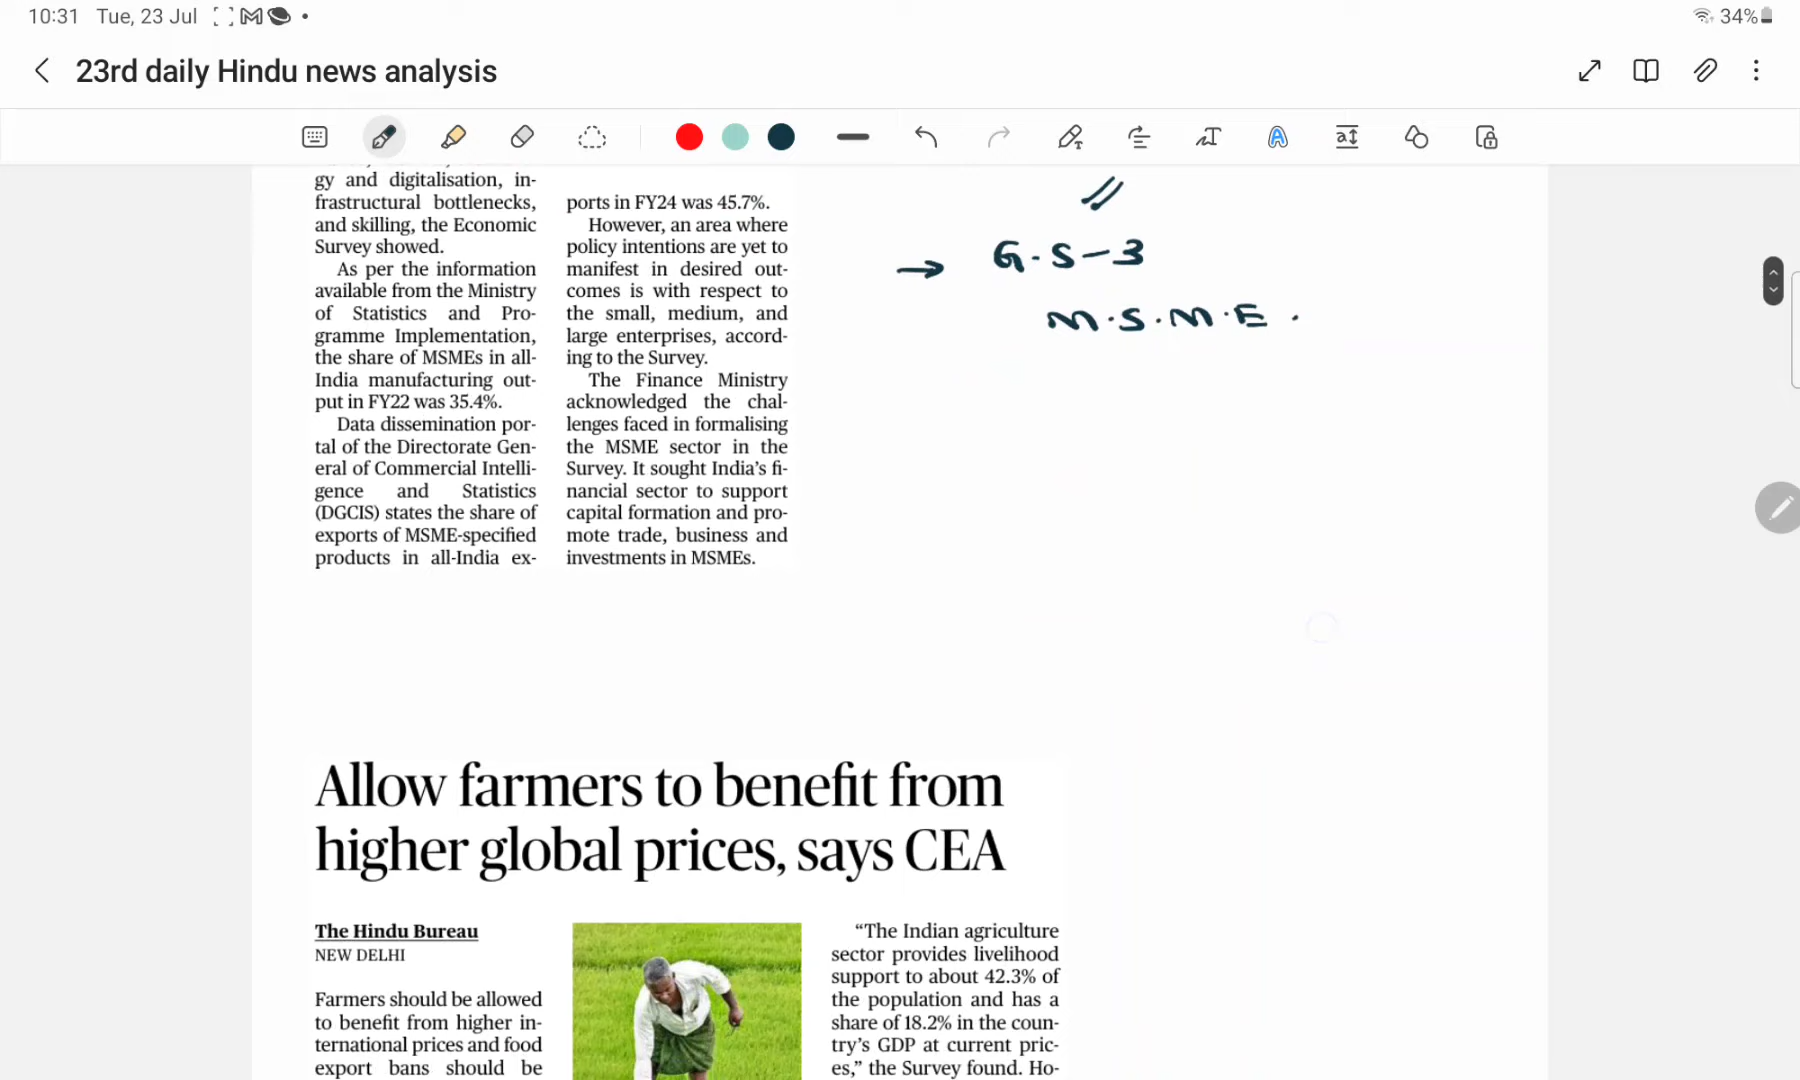 10:31 Tue, 23 Jul
34%
23rd daily Hindu news analysis
gy and digitalisation, in-
frastructural bottlenecks,
and skilling, the Economic
Survey showed.
As per the information
available from the Ministry
of Statistics and Pro-
gramme Implementation,
the share of MSMEs in all-
India manufacturing out-
put in FY22 was 35.4%.
Data dissemination por-
tal of the Directorate Gen-
eral of Commercial Intelli-
gence and Statistics
(DGCIS) states the share of
exports of MSME-specified
products in all-India ex-
ports in FY24 was 45.7%.
However, an area where
policy intentions are yet to
manifest in desired out-
comes is with respect to
the small, medium, and
large enterprises, accord-
ing to the Survey.
The Finance Ministry
acknowledged the chal-
lenges faced in formalising
the MSME sector in the
Survey. It sought India’s fi-
nancial sector to support
capital formation and pro-
mote trade, business and
investments in MSMEs.
→ G.S-3
M.S.M.E.
Allow farmers to benefit from
higher global prices, says CEA
The Hindu Bureau
NEW DELHI
Farmers should be allowed
to benefit from higher in-
ternational prices and food
export bans should be
“The Indian agriculture
sector provides livelihood
support to about 42.3% of
the population and has a
share of 18.2% in the coun-
try’s GDP at current pric-
es,” the Survey found. Ho-